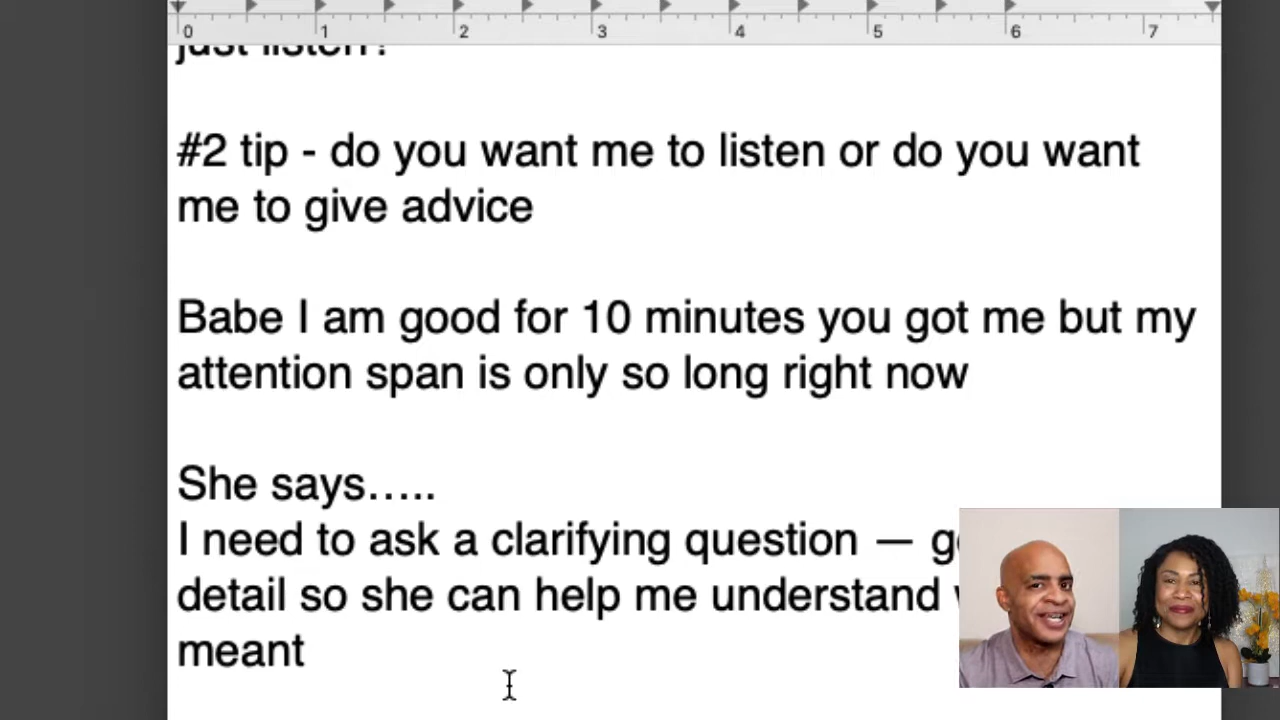 0 1 2 3 4 5 6 7
just listen?
#2 tip - do you want me to listen or do you want
me to give advice
Babe I am good for 10 minutes you got me but my
attention span is only so long right now
She says…..
I need to ask a clarifying question —
detail so she can help me understand
meant